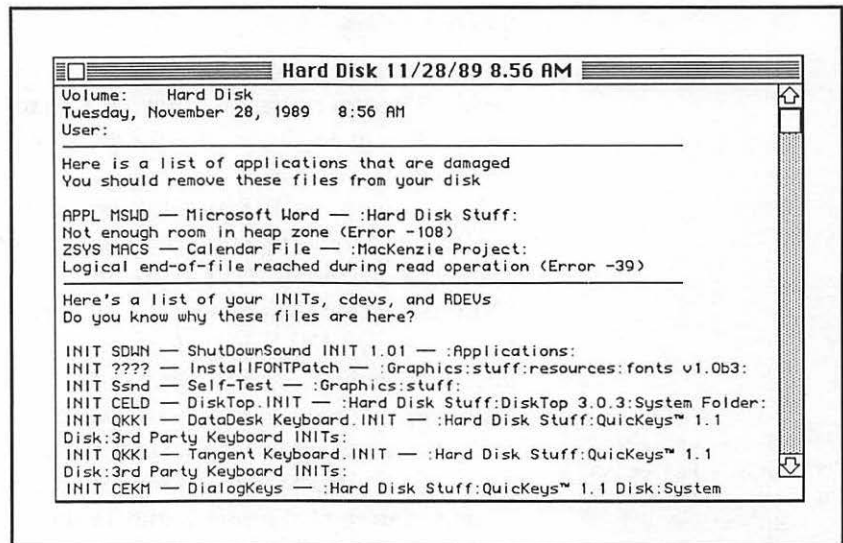 Hard Disk 11/28/89 8.56 AM
Volume: Hard Disk
Tuesday, November 28, 1989 8:56 AM
User:
Here is a list of applications that are damaged
You should remove these files from your disk
APPL MSWD — Microsoft Word — :Hard Disk Stuff:
Not enough room in heap zone (Error -108)
ZSYS MACS — Calendar File — :MacKenzie Project:
Logical end-of-file reached during read operation (Error -39)
Here's a list of your INITs, cdevs, and RDEVs
Do you know why these files are here?
INIT SDWN — ShutDownSound INIT 1.01 — :Applications:
INIT ???? — InstallFONTPatch — :Graphics:stuff:resources:fonts v1.0b3:
INIT Ssnd — Self-Test — :Graphics:stuff:
INIT CELD — DiskTop.INIT — :Hard Disk Stuff:DiskTop 3.0.3:System Folder:
INIT QKKI — DataDesk Keyboard.INIT — :Hard Disk Stuff:QuicKeys™ 1.1
Disk:3rd Party Keyboard INITs:
INIT QKKI — Tangent Keyboard.INIT — :Hard Disk Stuff:QuicKeys™ 1.1
Disk:3rd Party Keyboard INITs:
INIT CEKM — DialogKeys — :Hard Disk Stuff:QuicKeys™ 1.1 Disk:System